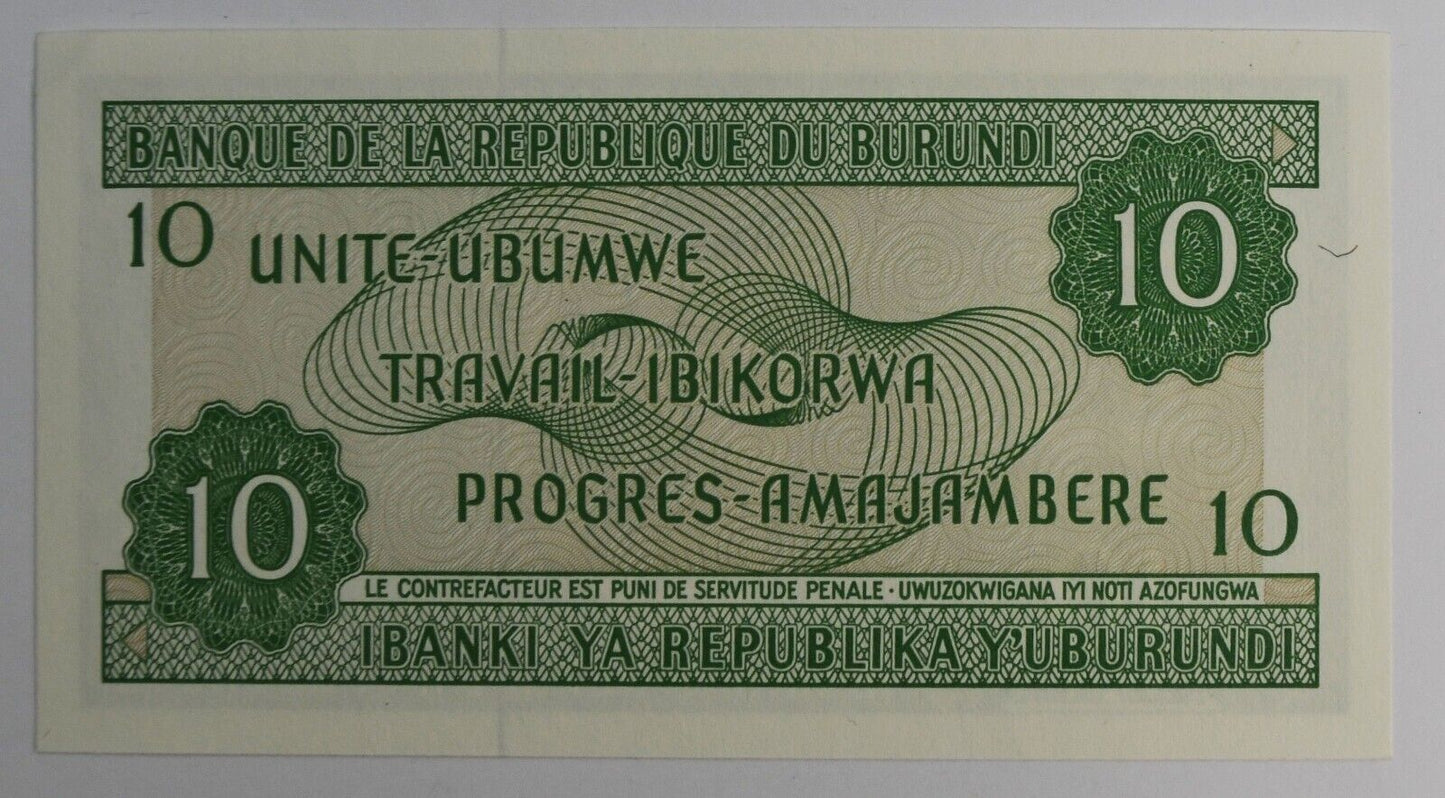 BANQUE DE LA REPUBLIQUE DU BURUNDI
10
10
UNITE-UBUMWE
TRAVAIL-IBIKORWA
PROGRES-AMAJAMBERE
10
10
LE CONTREFACTEUR EST PUNI DE SERVITUDE PENALE · UWUZOKWIGANA IYI NOTI AZOFUNGWA
IBANKI YA REPUBLIKA Y'UBURUNDI